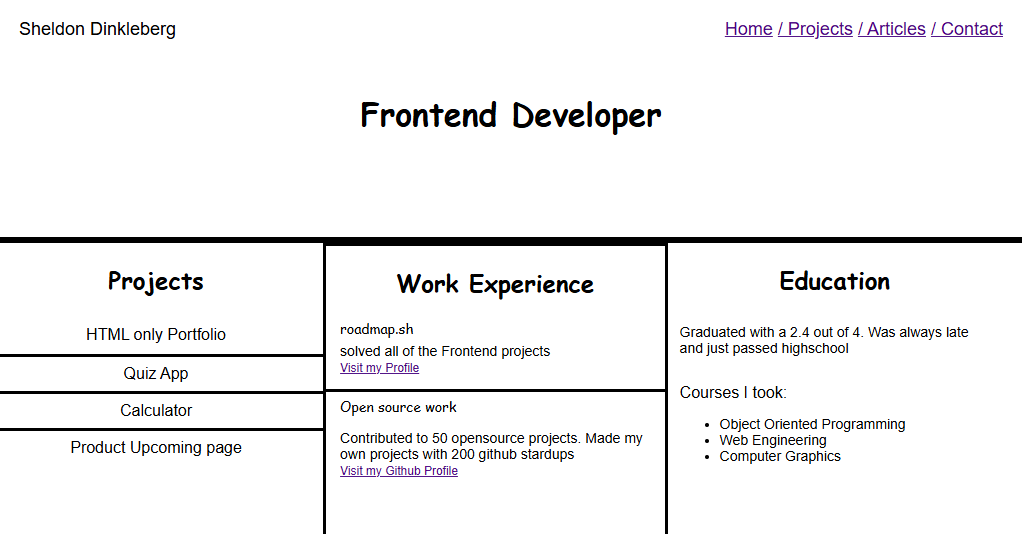 Sheldon Dinkleberg
Home / Projects / Articles / Contact
Frontend Developer
Projects
HTML only Portfolio
Quiz App
Calculator
Product Upcoming page
Work Experience
roadmap.sh
solved all of the Frontend projects
Visit my Profile
Open source work
Contributed to 50 opensource projects. Made my
own projects with 200 github stardups
Visit my Github Profile
Education
Graduated with a 2.4 out of 4. Was always late
and just passed highschool
Courses I took:
• Object Oriented Programming
• Web Engineering
• Computer Graphics